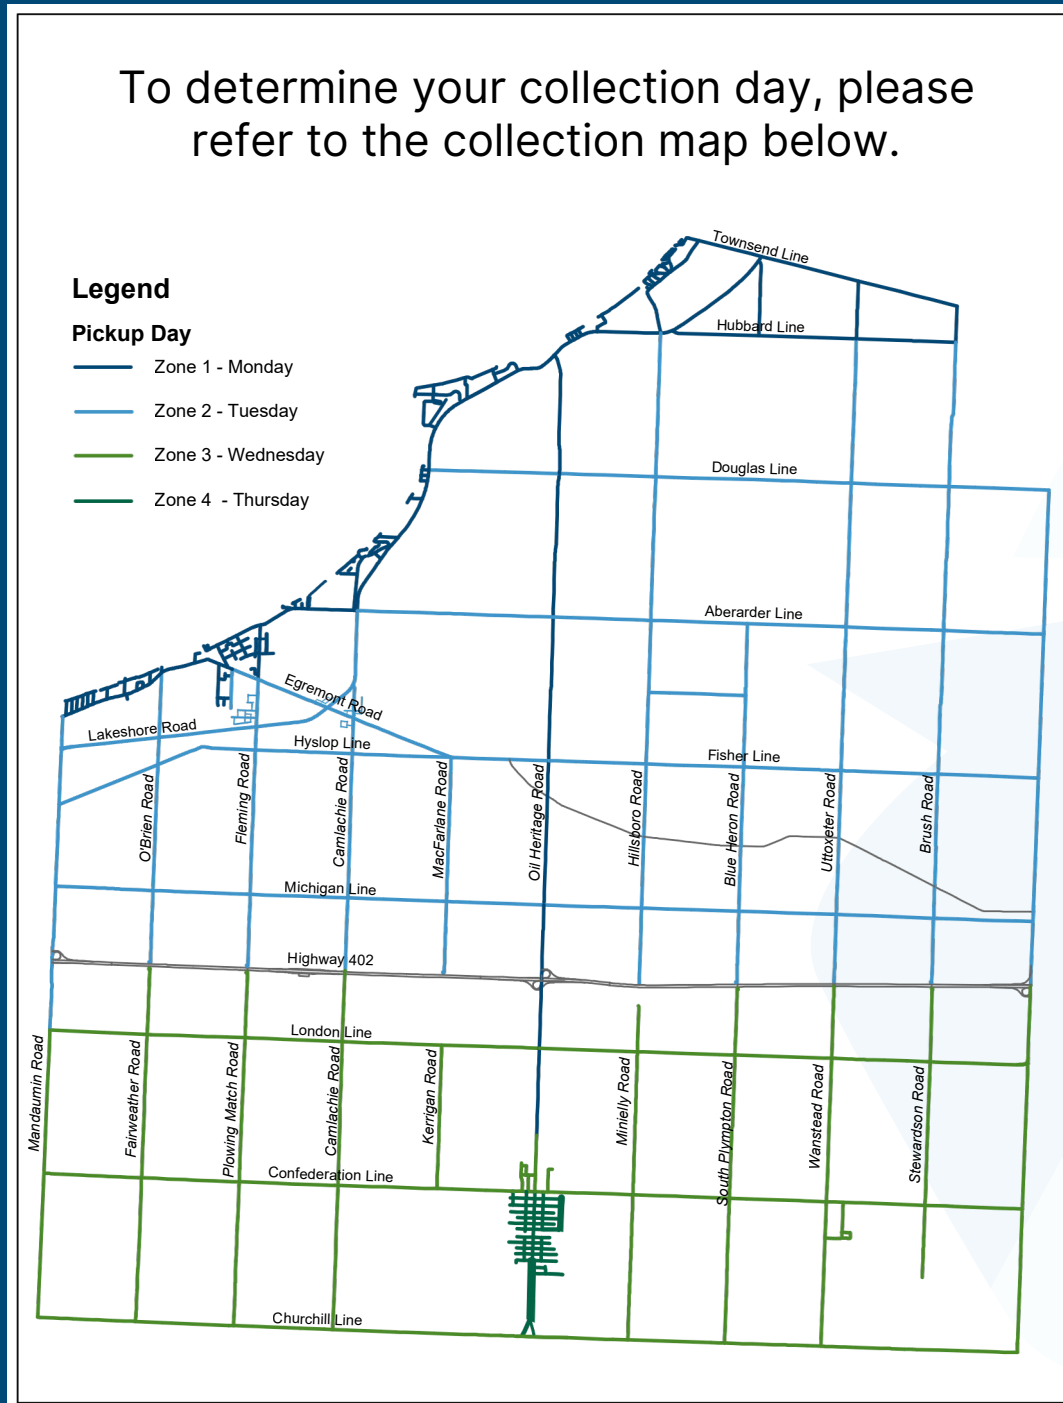 To determine your collection day, please
refer to the collection map below.
Legend
Pickup Day
Zone 1 - Monday
Zone 2 - Tuesday
Zone 3 - Wednesday
Zone 4 - Thursday
Townsend Line
Hubbard Line
Douglas Line
Aberarder Line
Egremont Road
Lakeshore Road
Hyslop Line
Fisher Line
O'Brien Road
Fleming Road
Camlachie Road
MacFarlane Road
Oil Heritage Road
Hillsboro Road
Blue Heron Road
Uttoxeter Road
Brush Road
Michigan Line
Highway 402
London Line
Mandaumin Road
Fairweather Road
Plowing Match Road
Camlachie Road
Kerrigan Road
Minielly Road
South Plympton Road
Wanstead Road
Stewardson Road
Confederation Line
Churchill Line